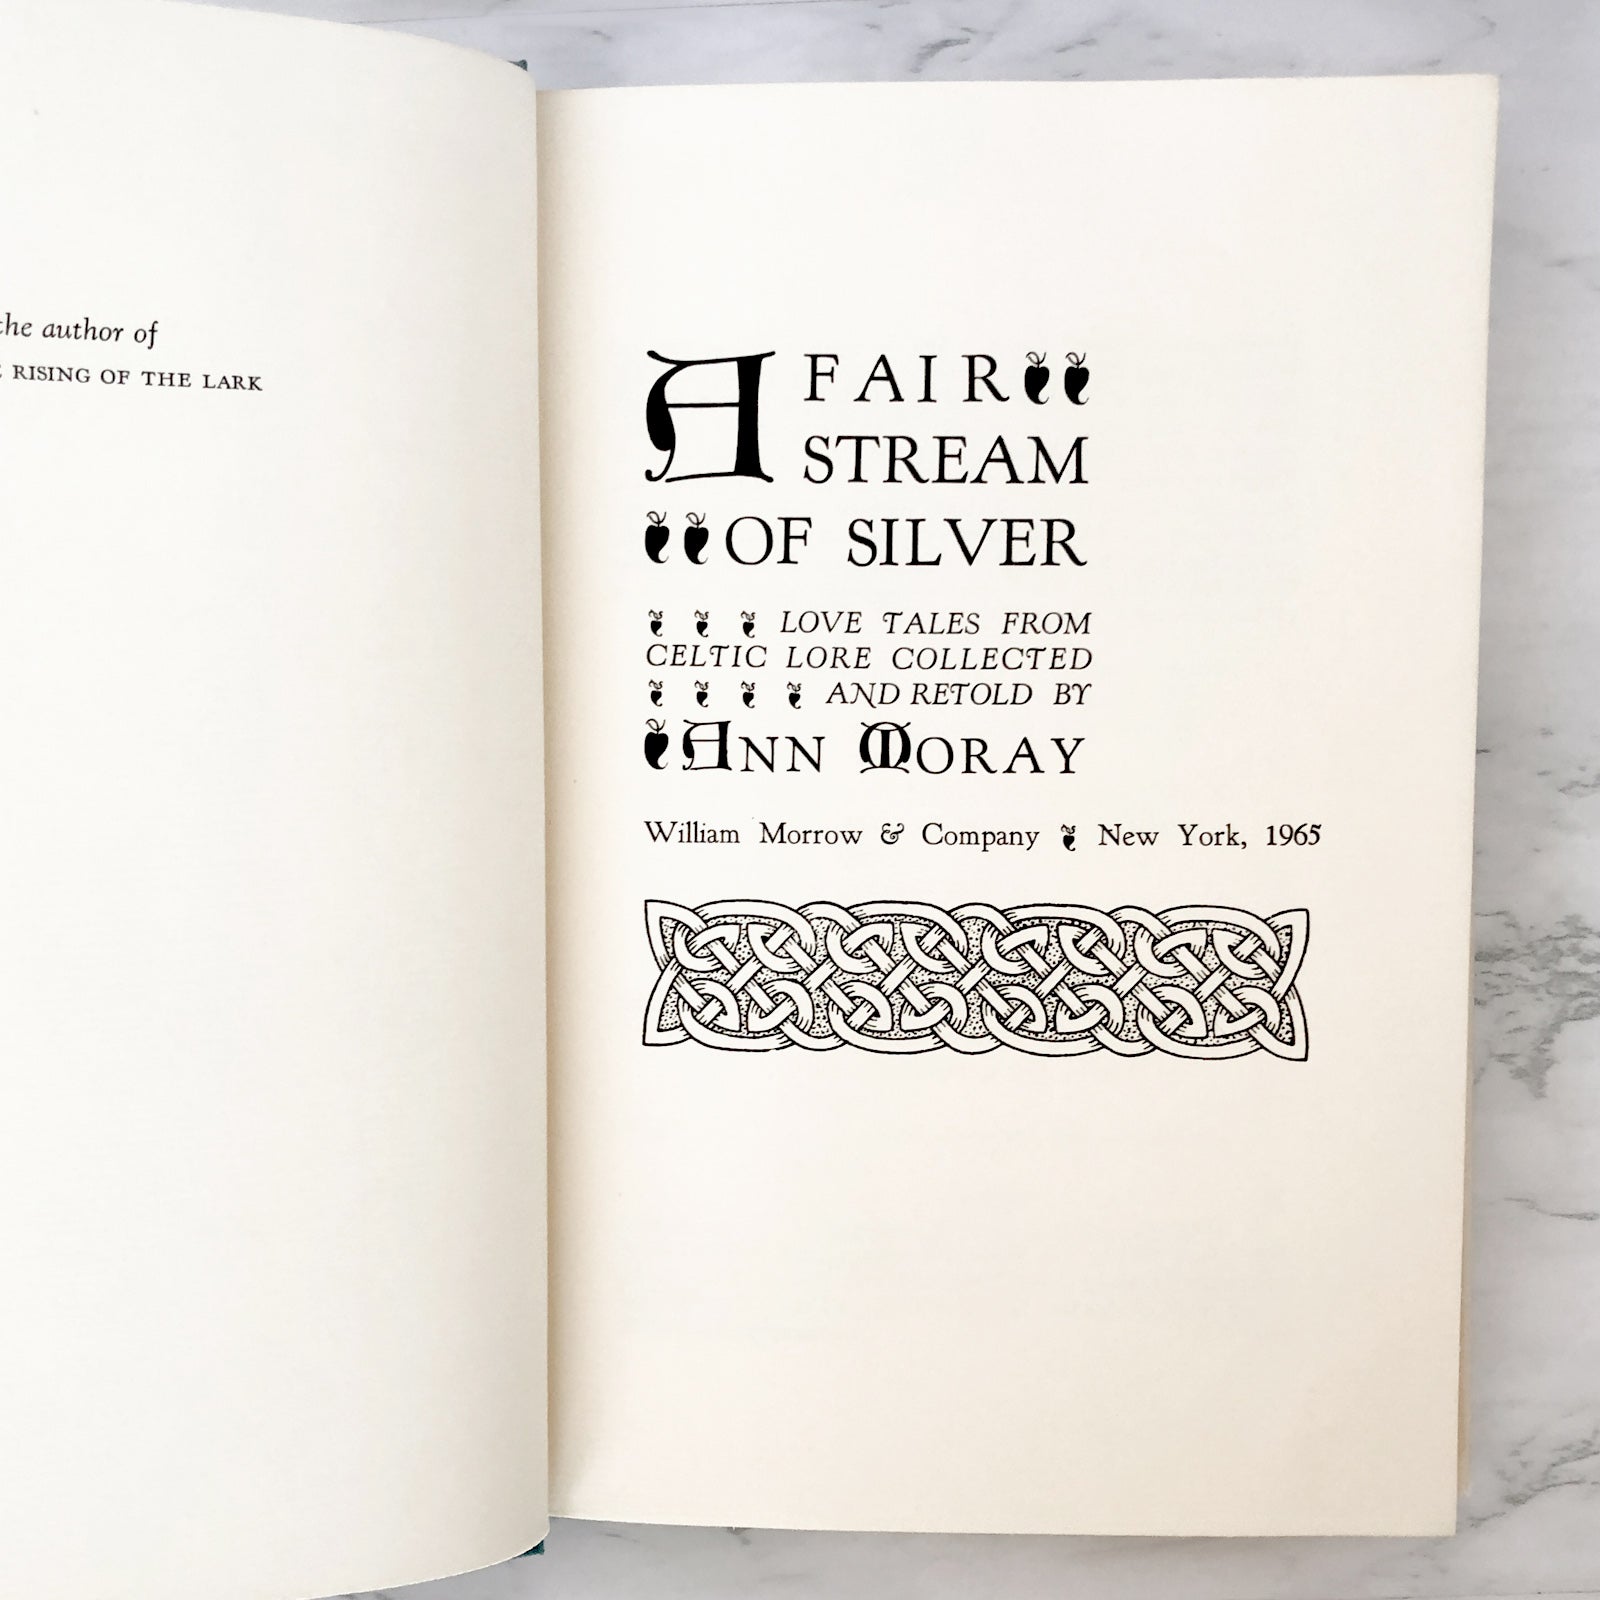 the author of
RISING OF THE LARK
A FAIR
STREAM
OF SILVER
LOVE TALES FROM
CELTIC LORE COLLECTED
AND RETOLD BY
ANN MORAY
William Morrow & Company New York, 1965